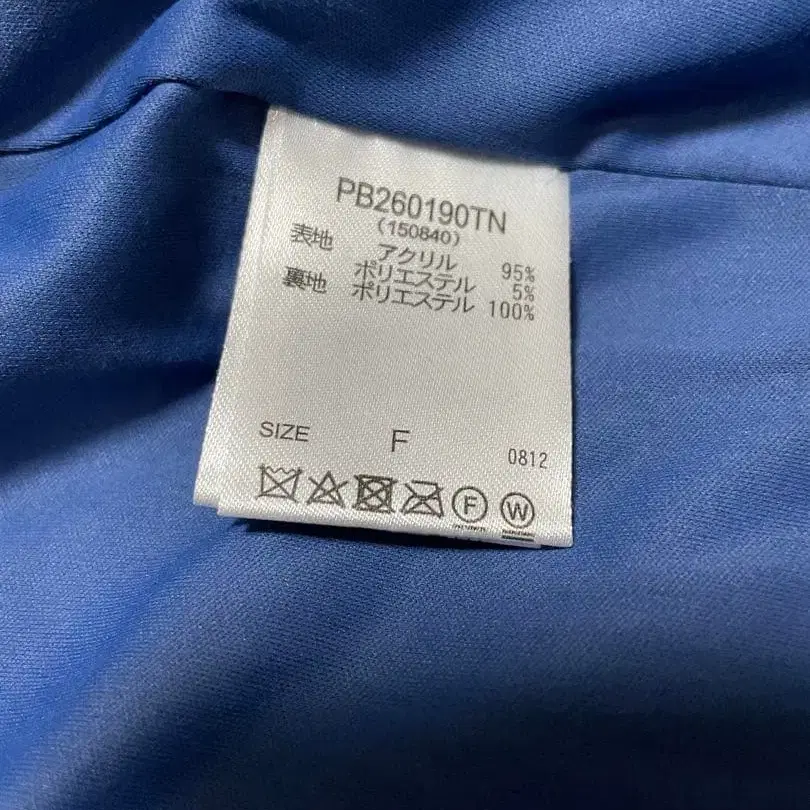 PB260190TN
(150840)
表地 アクリル 95%
ポリエステル 5%
裏地 ポリエステル 100%
SIZE F 0812
F W